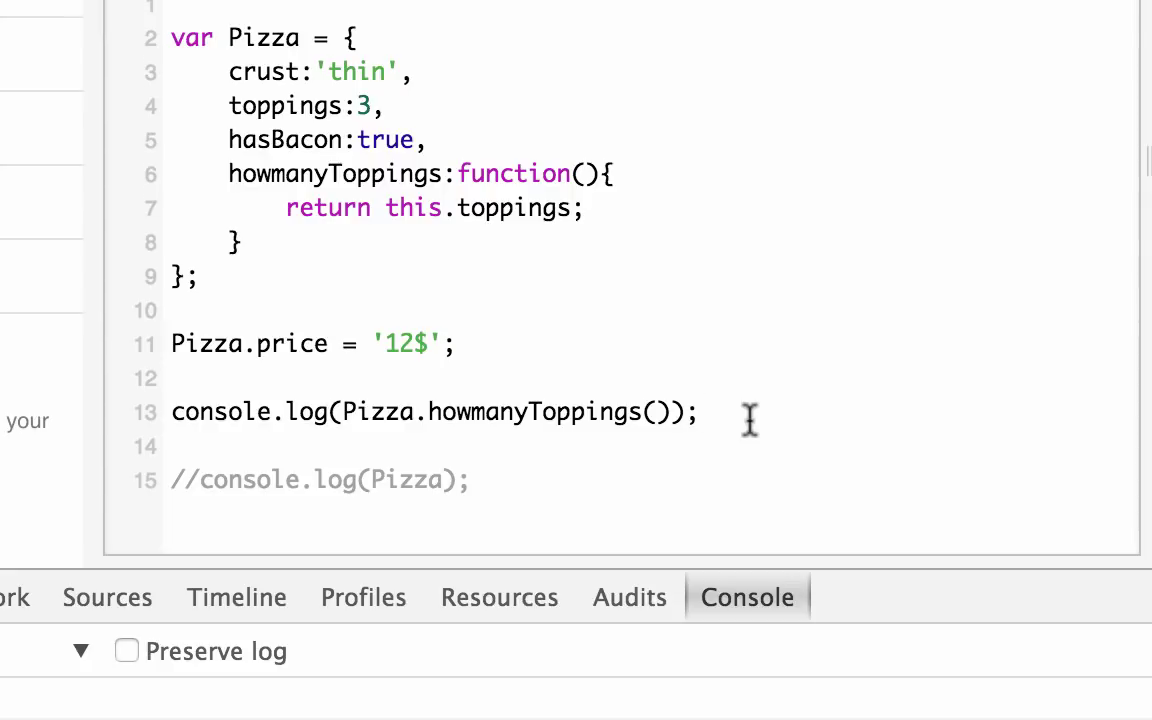 1
2 var Pizza = {
3 crust:'thin',
4 toppings:3,
5 hasBacon:true,
6 howmanyToppings:function(){
7 return this.toppings;
8 }
9 };
10
11 Pizza.price = '12$';
12
13 console.log(Pizza.howmanyToppings());
your
14
15 //console.log(Pizza);
ork Sources Timeline Profiles Resources Audits Console
▼ Preserve log